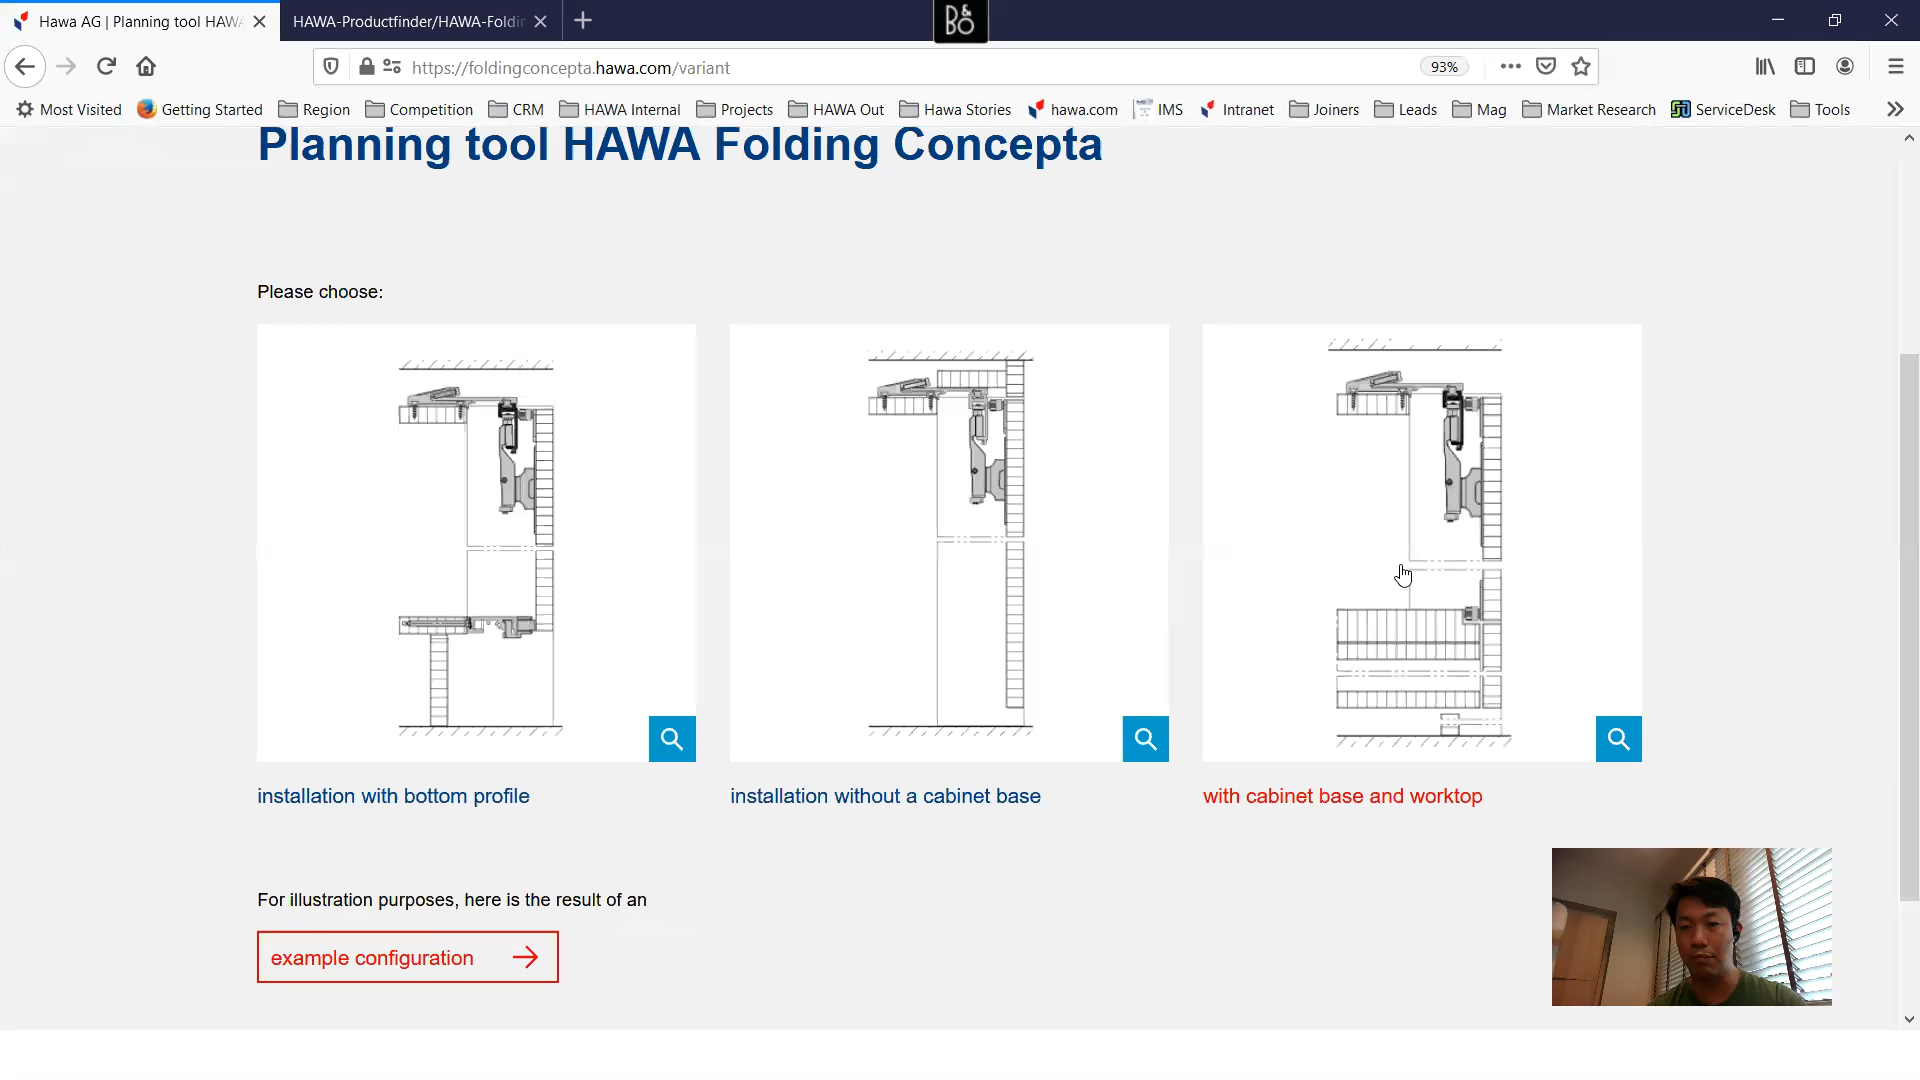 Hawa AG | Planning tool HAWA
HAWA-Productfinder/HAWA-Foldin
B&O
https://foldingconcepta.hawa.com/variant
93%
Most Visited
Getting Started
Region
Competition
CRM
HAWA Internal
Projects
HAWA Out
Hawa Stories
hawa.com
IMS
Intranet
Joiners
Leads
Mag
Market Research
ServiceDesk
Tools
Planning tool HAWA Folding Concepta
Please choose:
installation with bottom profile
installation without a cabinet base
with cabinet base and worktop
For illustration purposes, here is the result of an
example configuration